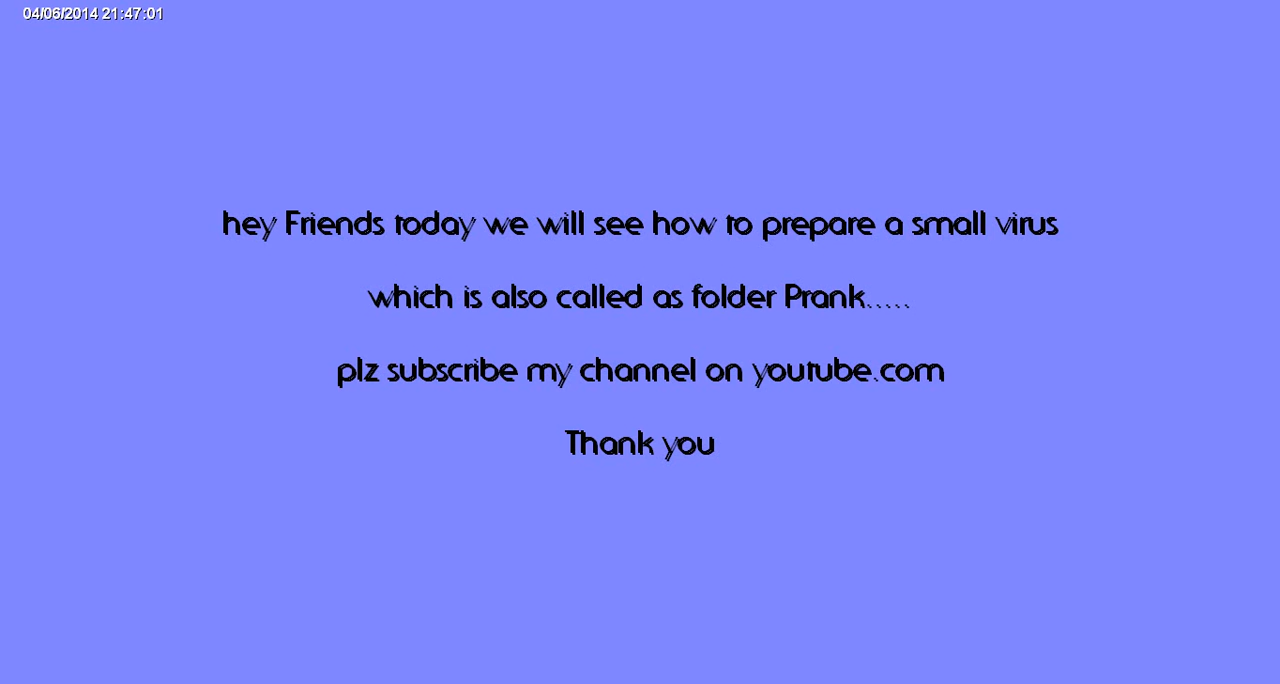 04/06/2014 21:47:01
hey Friends today we will see how to prepare a small virus
which is also called as folder Prank.....
plz subscribe my channel on youtube.com
Thank you